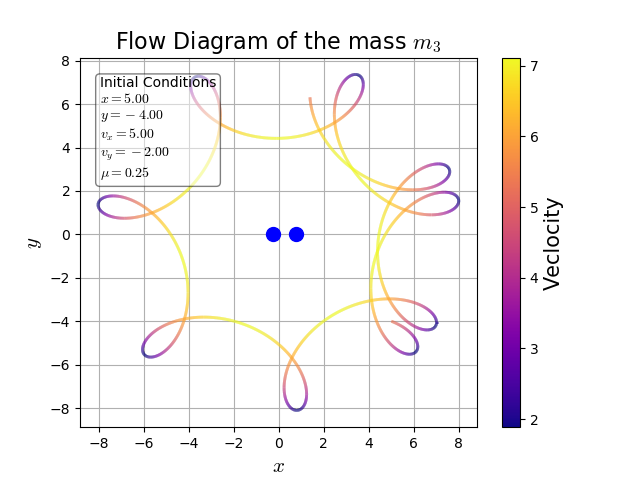 Flow Diagram of the mass m₃
Initial Conditions
x = 5.00
y = −4.00
vₓ = 5.00
v_y = −2.00
μ = 0.25
8
6
4
2
0
−2
−4
−6
−8
y
−8 −6 −4 −2 0 2 4 6 8
x
7
6
5
4
3
2
Veclocity